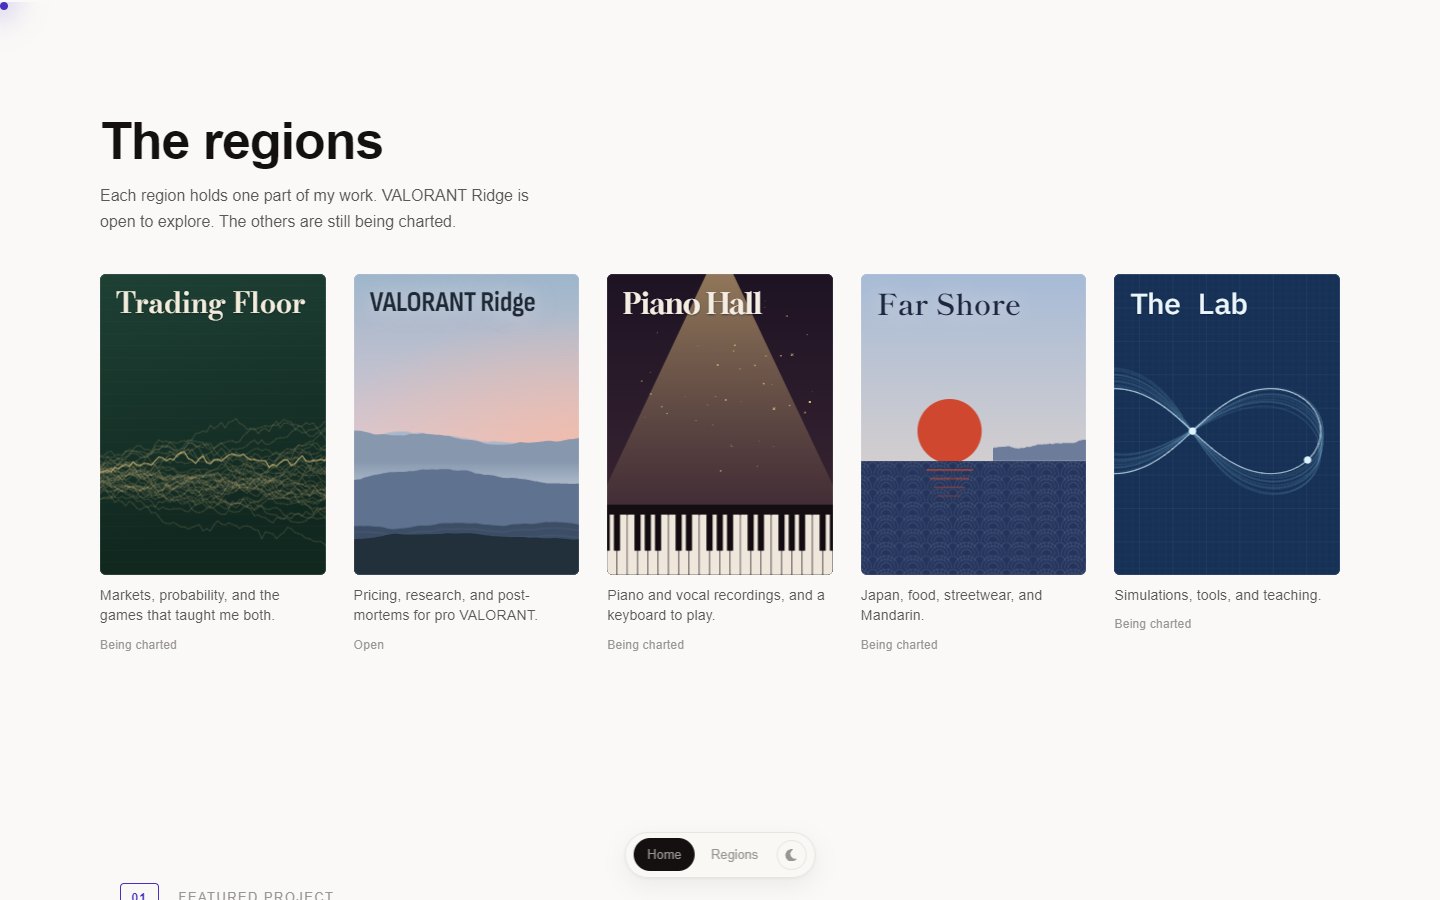 The regions
Each region holds one part of my work. VALORANT Ridge is
open to explore. The others are still being charted.
Trading Floor
Markets, probability, and the
games that taught me both.
Being charted
VALORANT Ridge
Pricing, research, and post-
mortems for pro VALORANT.
Open
Piano Hall
Piano and vocal recordings, and a
keyboard to play.
Being charted
Far Shore
Japan, food, streetwear, and
Mandarin.
Being charted
The Lab
Simulations, tools, and teaching.
Being charted
Home
Regions
01
FEATURED PROJECT